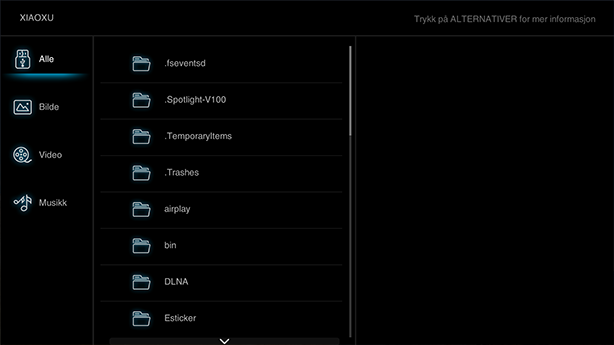 XIAOXU
Trykk på ALTERNATIVER for mer informasjon
Alle
Bilde
Video
Musikk
.fseventsd
.Spotlight-V100
.TemporaryItems
.Trashes
airplay
bin
DLNA
Esticker